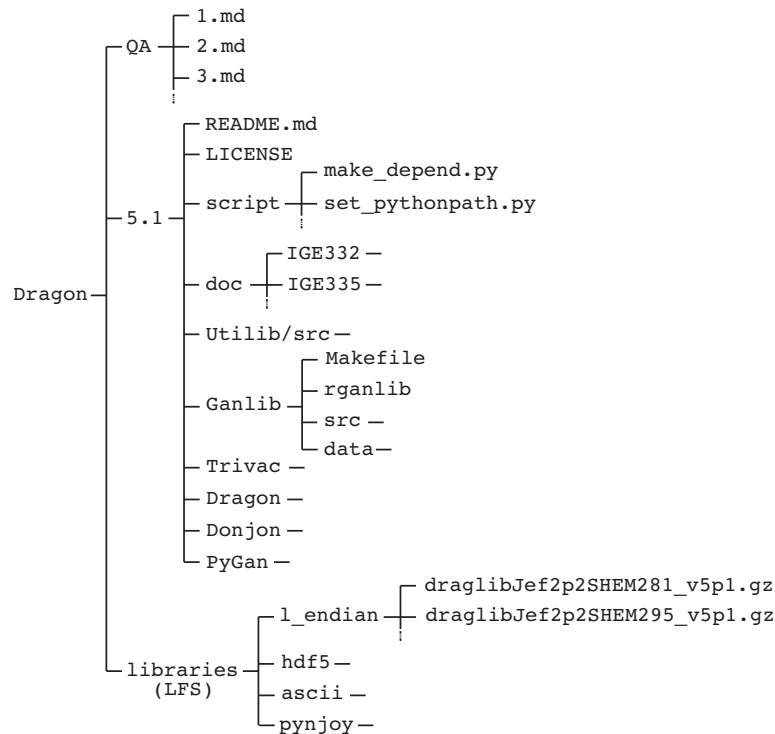 1.md
QA
2.md
3.md
README.md
LICENSE
make_depend.py
script
set_pythonpath.py
5.1
IGE332
doc
IGE335
Dragon
Utilib/src
Makefile
rganlib
Ganlib
src
data
Trivac
Dragon
Donjon
PyGan
draglibJef2p2SHEM281_v5p1.gz
l_endian
draglibJef2p2SHEM295_v5p1.gz
hdf5
libraries
(LFS)
ascii
pynjoy